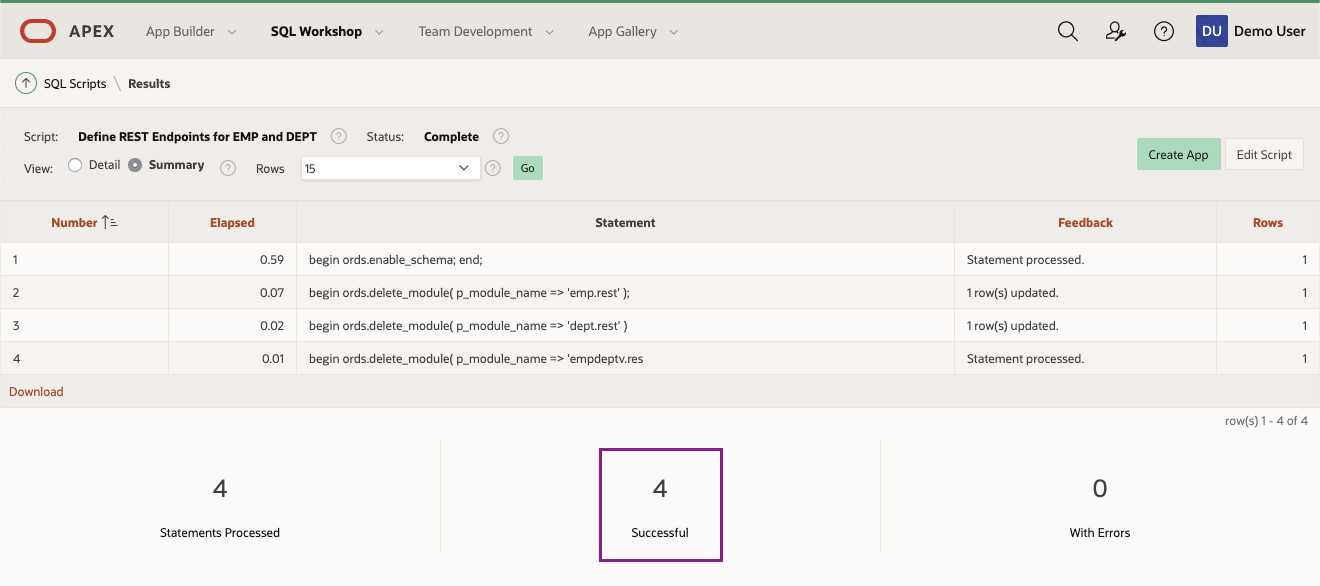 APEX App Builder SQL Workshop Team Development App Gallery ? DU Demo User
SQL Scripts \ Results
Script: Define REST Endpoints for EMP and DEPT ? Status: Complete ?
View: Detail Summary ? Rows 15 ? Go
Create App Edit Script
Number Elapsed Statement Feedback Rows
1 0.59 begin ords.enable_schema; end; Statement processed. 1
2 0.07 begin ords.delete_module( p_module_name => 'emp.rest' ); 1 row(s) updated. 1
3 0.02 begin ords.delete_module( p_module_name => 'dept.rest' ) 1 row(s) updated. 1
4 0.01 begin ords.delete_module( p_module_name => 'empdeptv.res Statement processed. 1
Download
row(s) 1 - 4 of 4
4 4 0
Statements Processed Successful With Errors